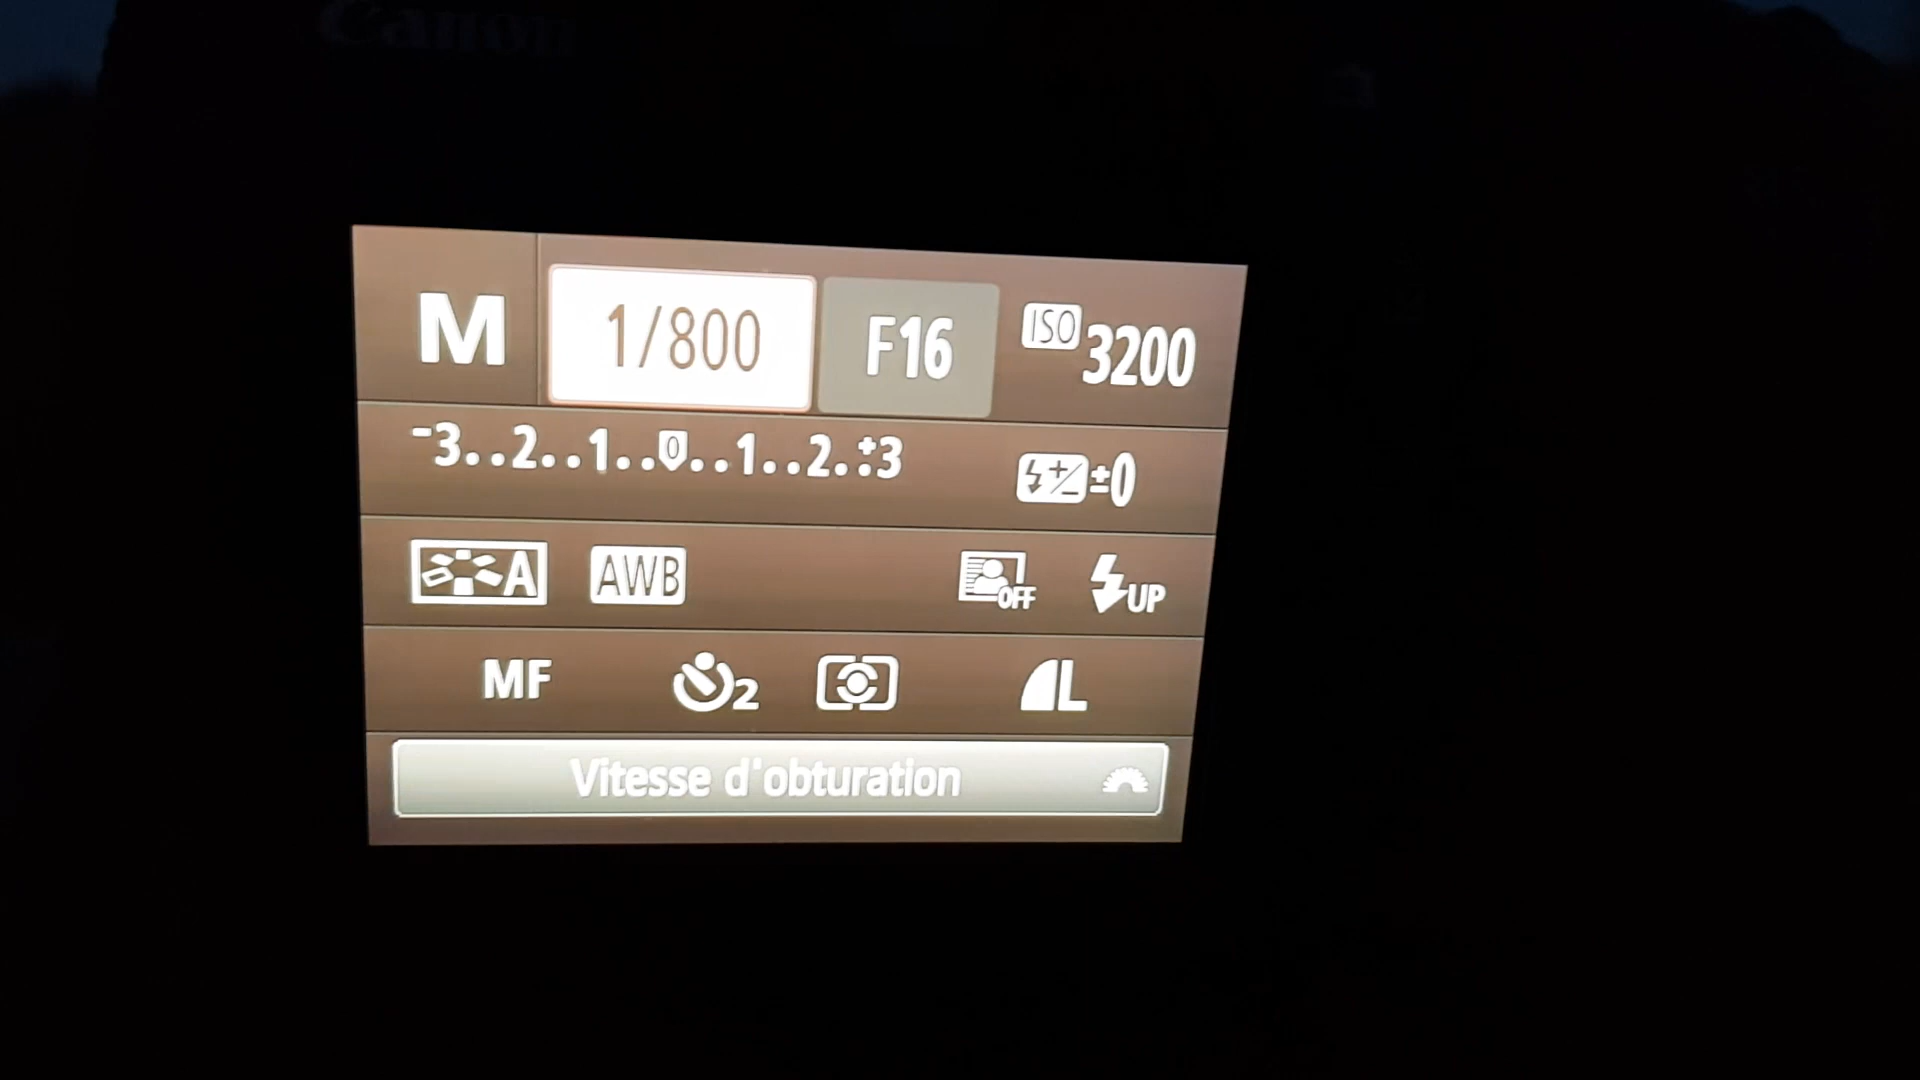 Canon
M 1/800 F16 ISO 3200
-3..2..1..0..1..2..+3 ±0
A AWB OFF UP
MF 2 L
Vitesse d'obturation